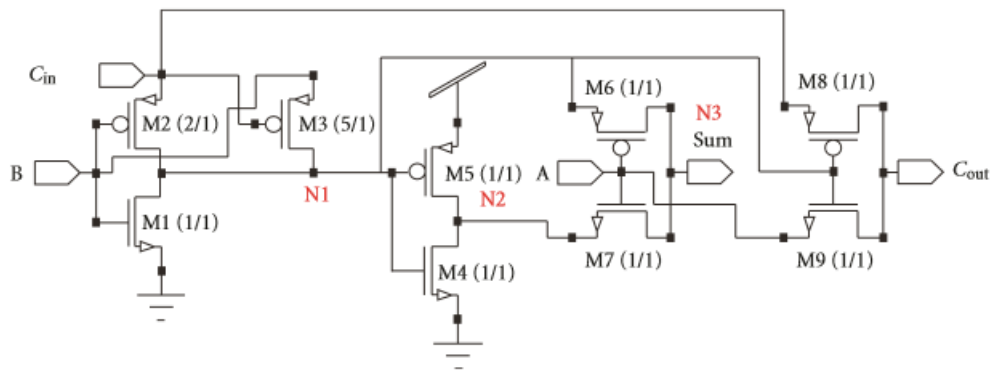 C_in
M2 (2/1)
M3 (5/1)
B
M1 (1/1)
N1
M5 (1/1)
N2
M4 (1/1)
M6 (1/1)
A
N3
Sum
M7 (1/1)
M8 (1/1)
C_out
M9 (1/1)